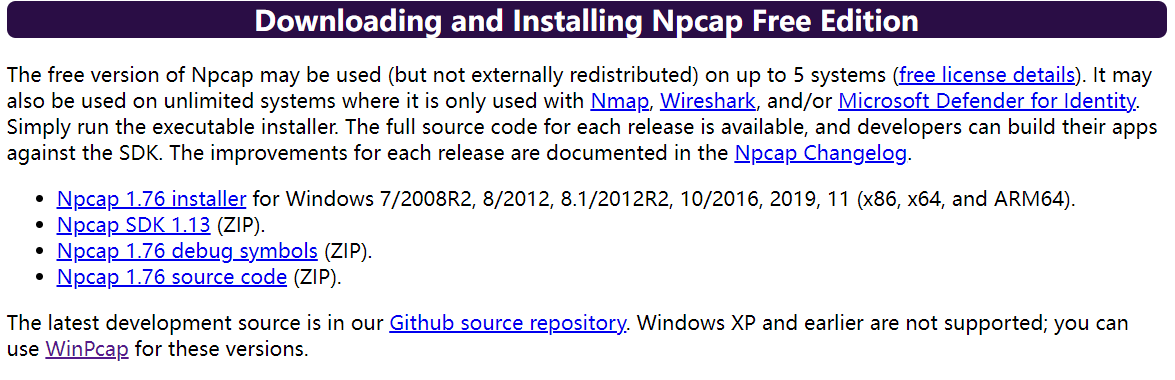 Downloading and Installing Npcap Free Edition
The free version of Npcap may be used (but not externally redistributed) on up to 5 systems (free license details). It may
also be used on unlimited systems where it is only used with Nmap, Wireshark, and/or Microsoft Defender for Identity.
Simply run the executable installer. The full source code for each release is available, and developers can build their apps
against the SDK. The improvements for each release are documented in the Npcap Changelog.
• Npcap 1.76 installer for Windows 7/2008R2, 8/2012, 8.1/2012R2, 10/2016, 2019, 11 (x86, x64, and ARM64).
• Npcap SDK 1.13 (ZIP).
• Npcap 1.76 debug symbols (ZIP).
• Npcap 1.76 source code (ZIP).
The latest development source is in our Github source repository. Windows XP and earlier are not supported; you can
use WinPcap for these versions.